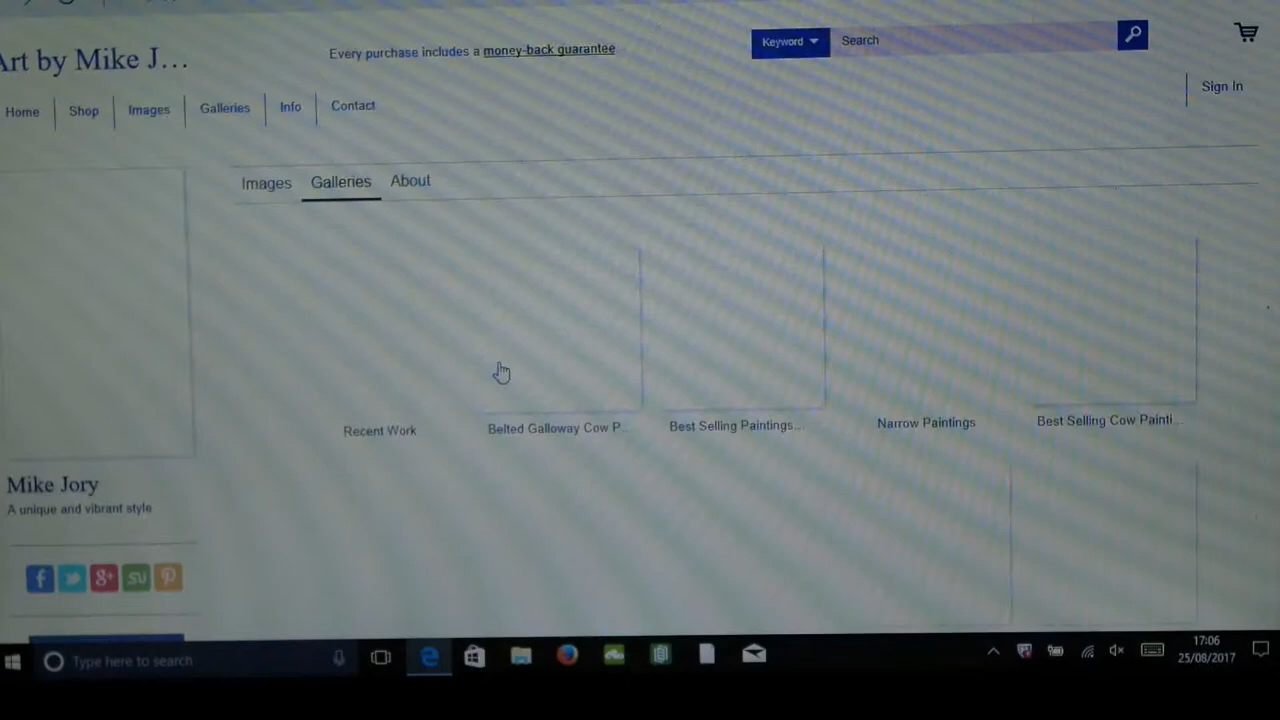 Art by Mike J...
Every purchase includes a money-back guarantee
Keyword
Search
Home
Shop
Images
Galleries
Info
Contact
Sign In
Images
Galleries
About
Recent Work
Belted Galloway Cow P...
Best Selling Paintings...
Narrow Paintings
Best Selling Cow Painti...
Mike Jory
A unique and vibrant style
Type here to search
17:06
25/08/2017